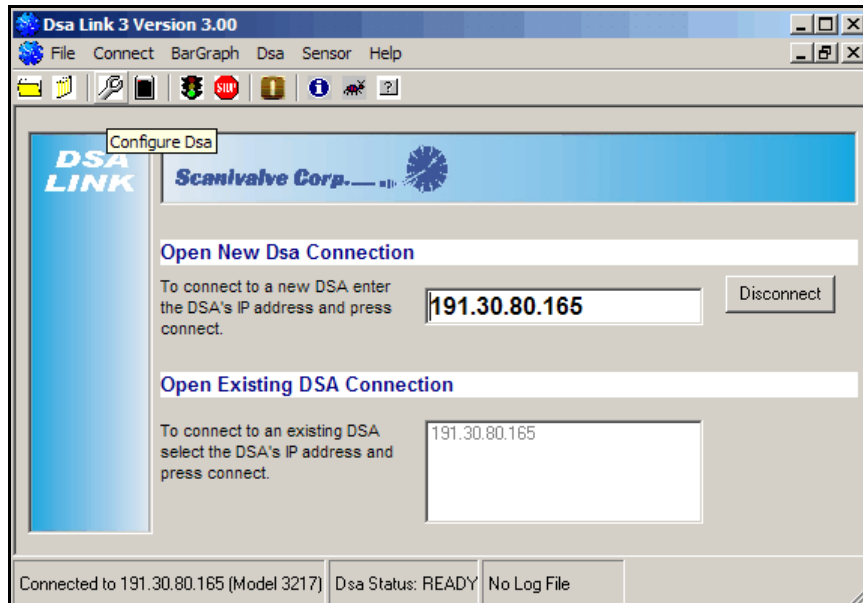 Dsa Link 3 Version 3.00
File Connect BarGraph Dsa Sensor Help
STOP
Configure Dsa
DSA
LINK
Scanivalve Corp.
Open New Dsa Connection
To connect to a new DSA enter
the DSA's IP address and press
connect.
191.30.80.165
Disconnect
Open Existing DSA Connection
To connect to an existing DSA
select the DSA's IP address and
press connect.
191.30.80.165
Connected to 191.30.80.165 (Model 3217)
Dsa Status: READY
No Log File